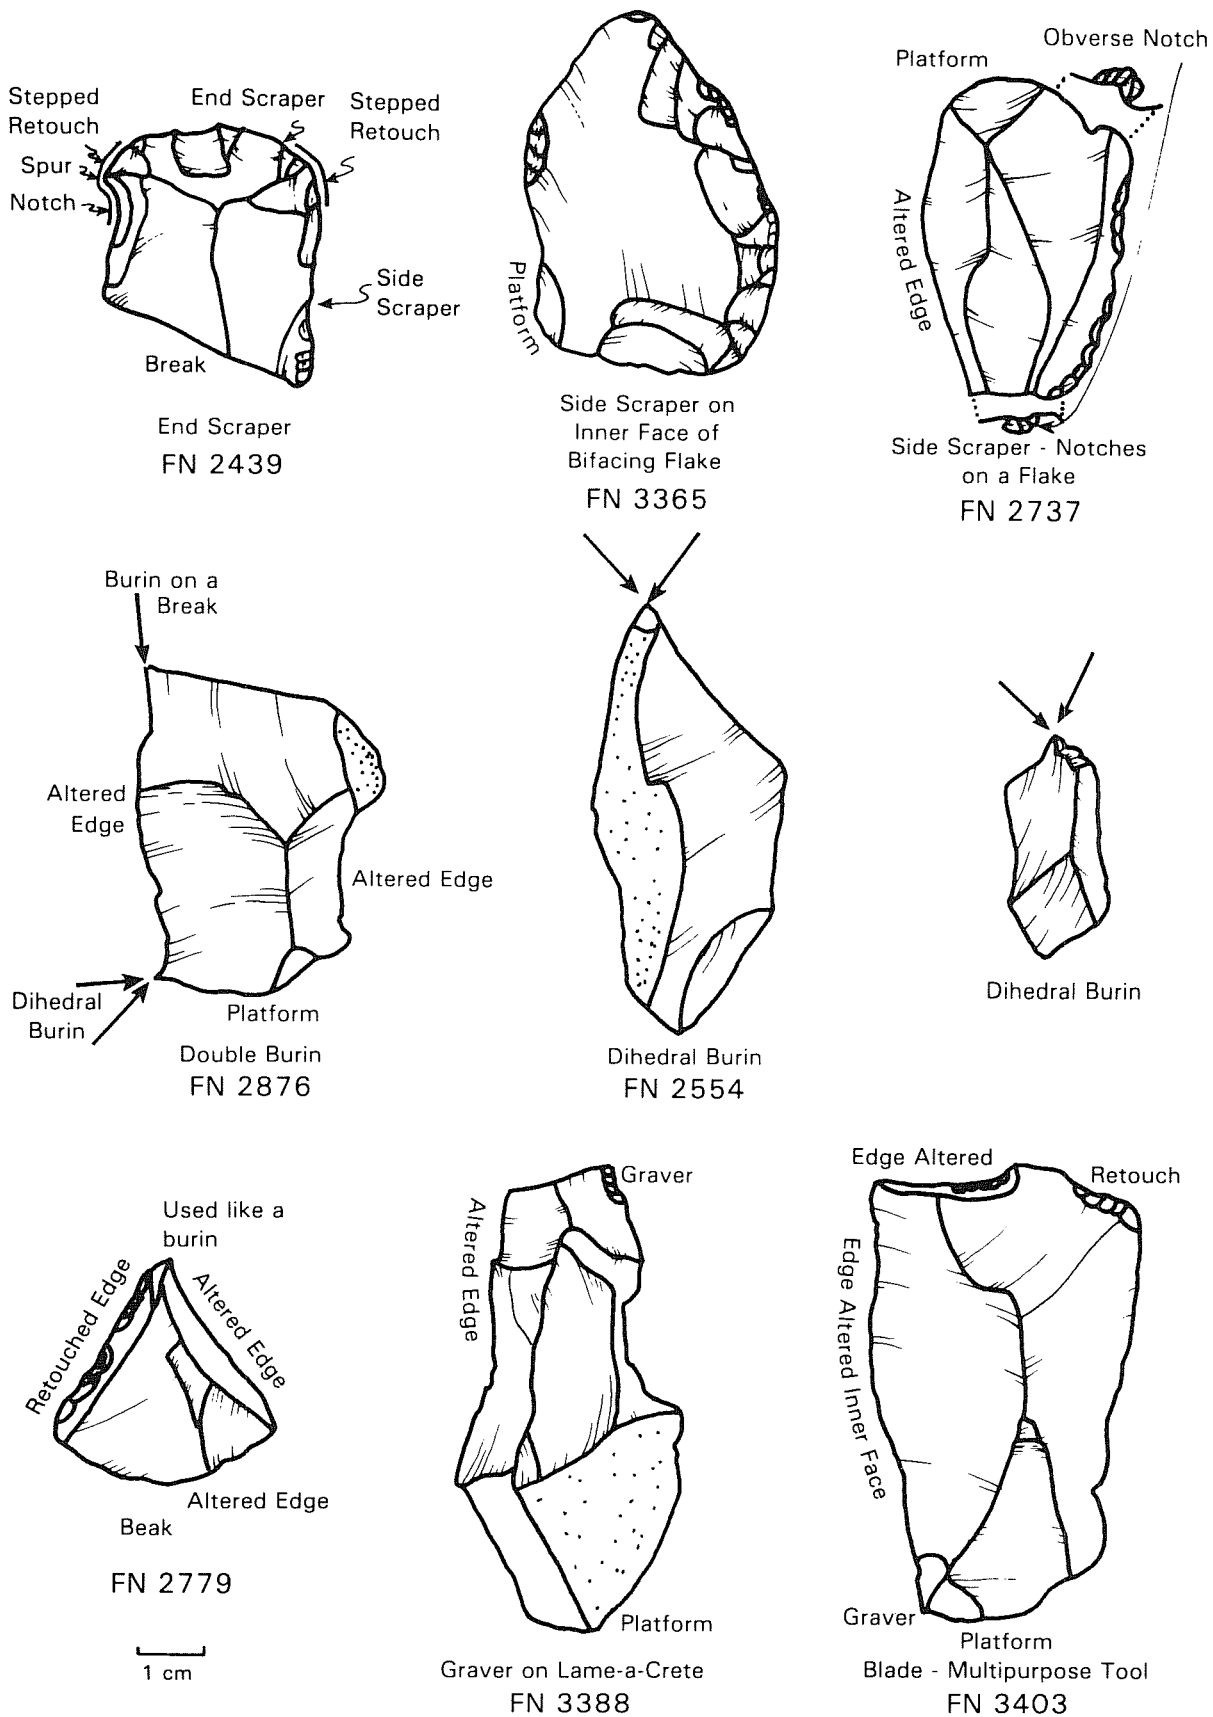 Stepped
Retouch
Spur
Notch
End Scraper
Stepped
Retouch
Side
Scraper
Break
End Scraper
FN 2439
Platform
Side Scraper on
Inner Face of
Bifacing Flake
FN 3365
Platform
Obverse Notch
Altered Edge
Side Scraper - Notches
on a Flake
FN 2737
Burin on a
Break
Altered
Edge
Altered Edge
Dihedral
Burin
Platform
Double Burin
FN 2876
Dihedral Burin
FN 2554
Dihedral Burin
Used like a
burin
Retouched Edge
Altered Edge
Altered Edge
Beak
FN 2779
1 cm
Graver
Altered Edge
Platform
Graver on Lame-a-Crete
FN 3388
Edge Altered
Retouch
Edge Altered Inner Face
Graver
Platform
Blade - Multipurpose Tool
FN 3403